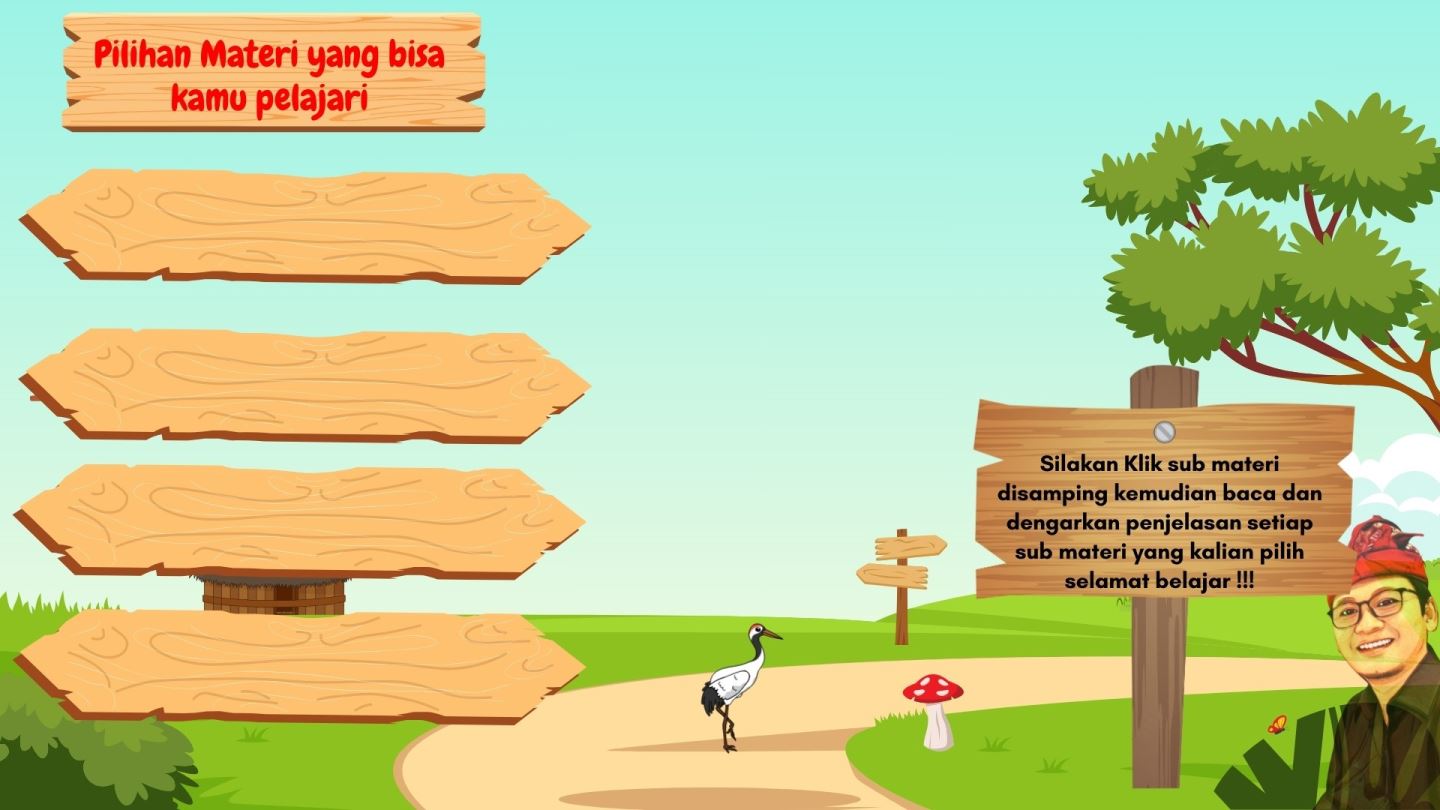 Pilihan Materi yang bisa
kamu pelajari
Silakan Klik sub materi
disamping kemudian baca dan
dengarkan penjelasan setiap
sub materi yang kalian pilih
selamat belajar !!!